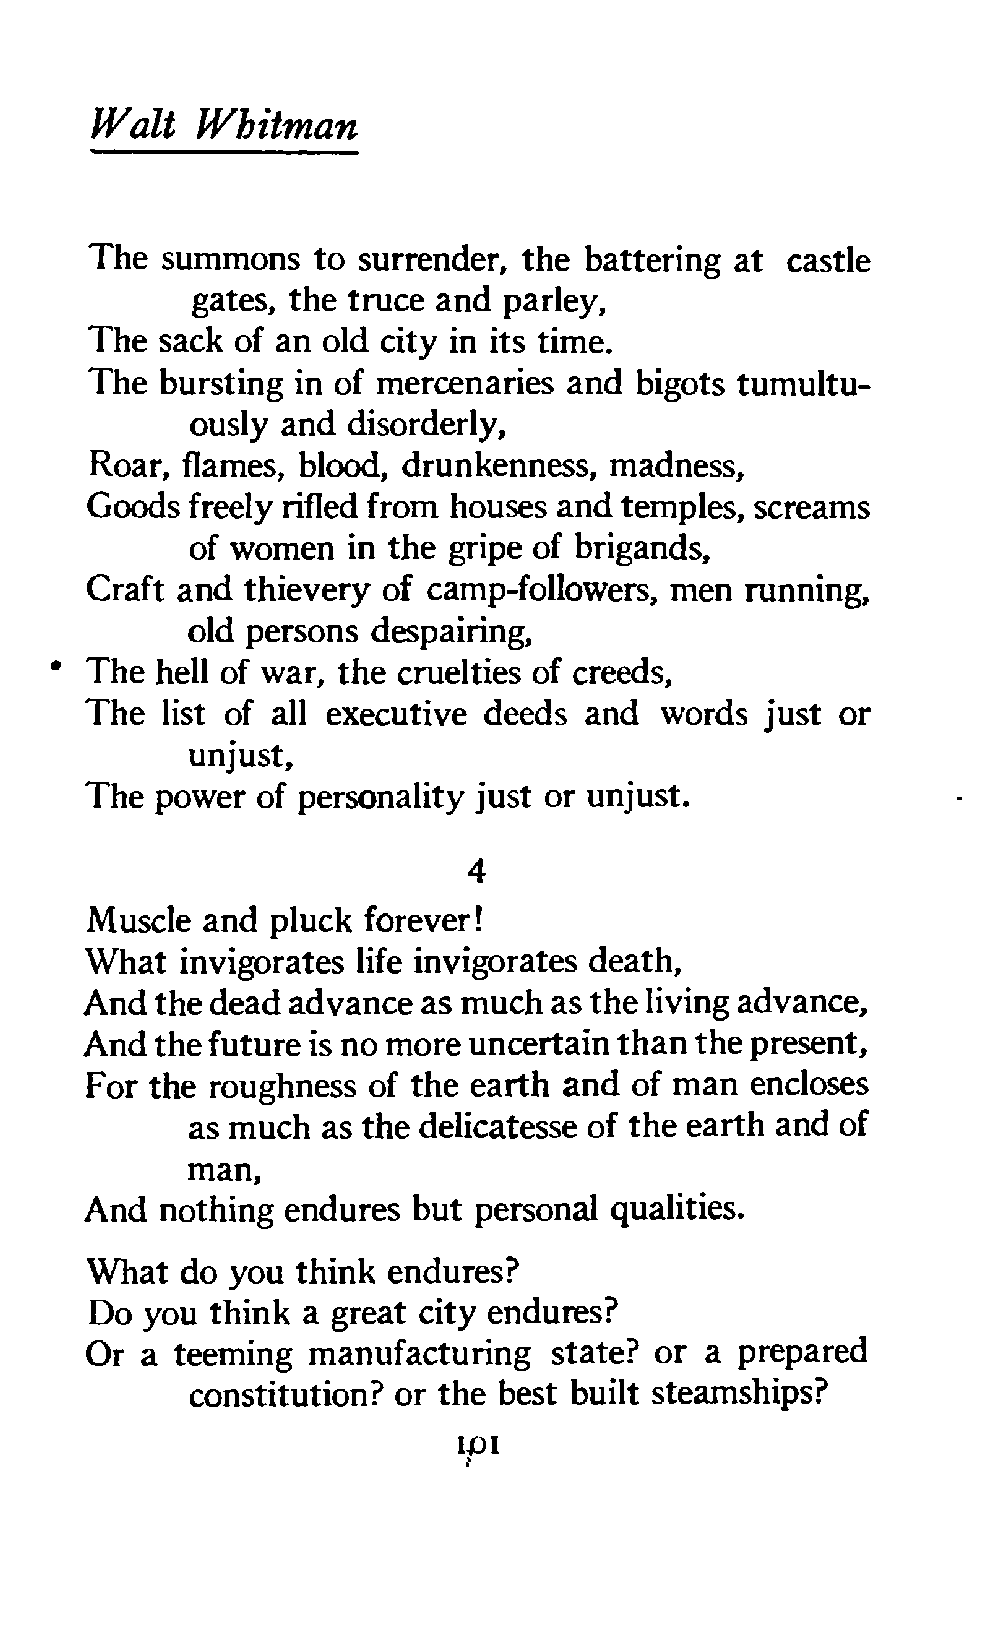 Walt Whitman
The summons to surrender, the battering at castle
gates, the truce and parley,
The sack of an old city in its time.
The bursting in of mercenaries and bigots tumultu-
ously and disorderly,
Roar, flames, blood, drunkenness, madness,
Goods freely rifled from houses and temples, screams
of women in the gripe of brigands,
Craft and thievery of camp-followers, men running,
old persons despairing,
The hell of war, the cruelties of creeds,
The list of all executive deeds and words just or
unjust,
The power of personality just or unjust.
4
Muscle and pluck forever!
What invigorates life invigorates death,
And the dead advance as much as the living advance,
And the future is no more uncertain than the present,
For the roughness of the earth and of man encloses
as much as the delicatesse of the earth and of
man,
And nothing endures but personal qualities.
What do you think endures?
Do you think a great city endures?
Or a teeming manufacturing state? or a prepared
constitution? or the best built steamships?
101